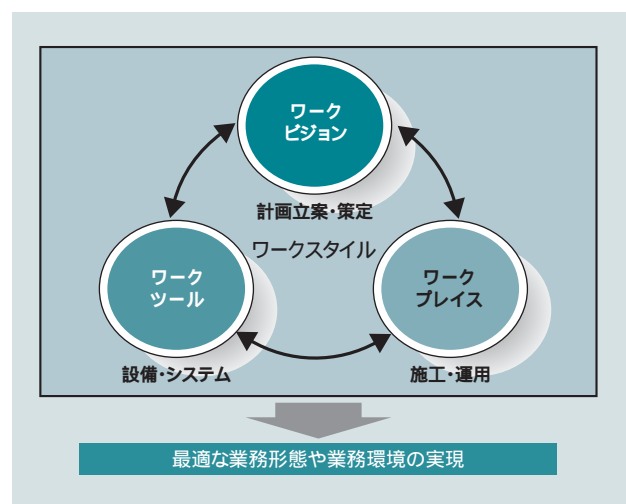 ワーク
ビジョン
計画立案・策定
ワークスタイル
ワーク
ツール
ワーク
プレイス
設備・システム
施工・運用
最適な業務形態や業務環境の実現